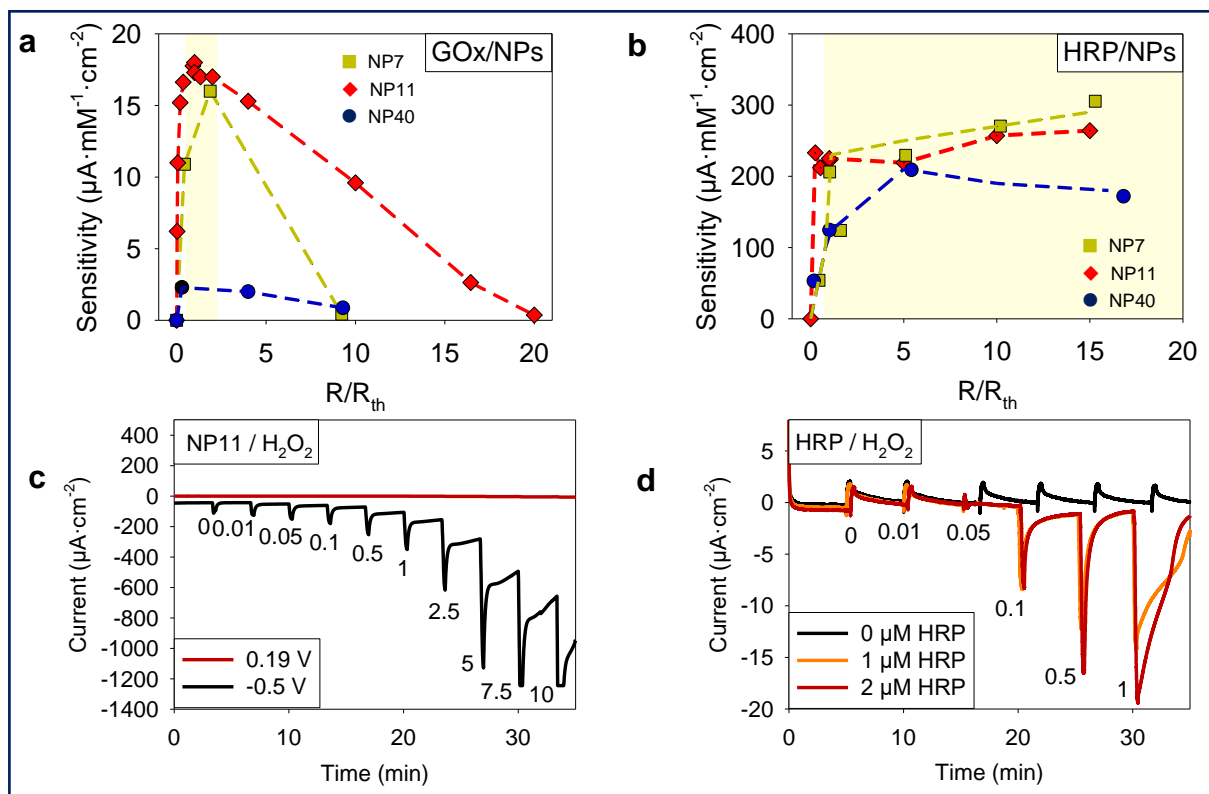 a
GOx/NPs
NP7
NP11
NP40
Sensitivity (µA·mM⁻¹·cm⁻²)
20
15
10
5
0
0 5 10 15 20
R/Rth
b
HRP/NPs
NP7
NP11
NP40
Sensitivity (µA·mM⁻¹·cm⁻²)
400
300
200
100
0
0 5 10 15 20
R/Rth
c
NP11 / H₂O₂
Current (µA·cm⁻²)
400
200
0
-200
-400
-600
-800
-1000
-1200
-1400
0 0.01 0.05 0.1 0.5 1 2.5 5 7.5 10
0.19 V
-0.5 V
0 10 20 30
Time (min)
d
HRP / H₂O₂
Current (µA·cm⁻²)
5
0
-5
-10
-15
-20
0 0.01 0.05 0.1 0.5 1
0 µM HRP
1 µM HRP
2 µM HRP
0 10 20 30
Time (min)